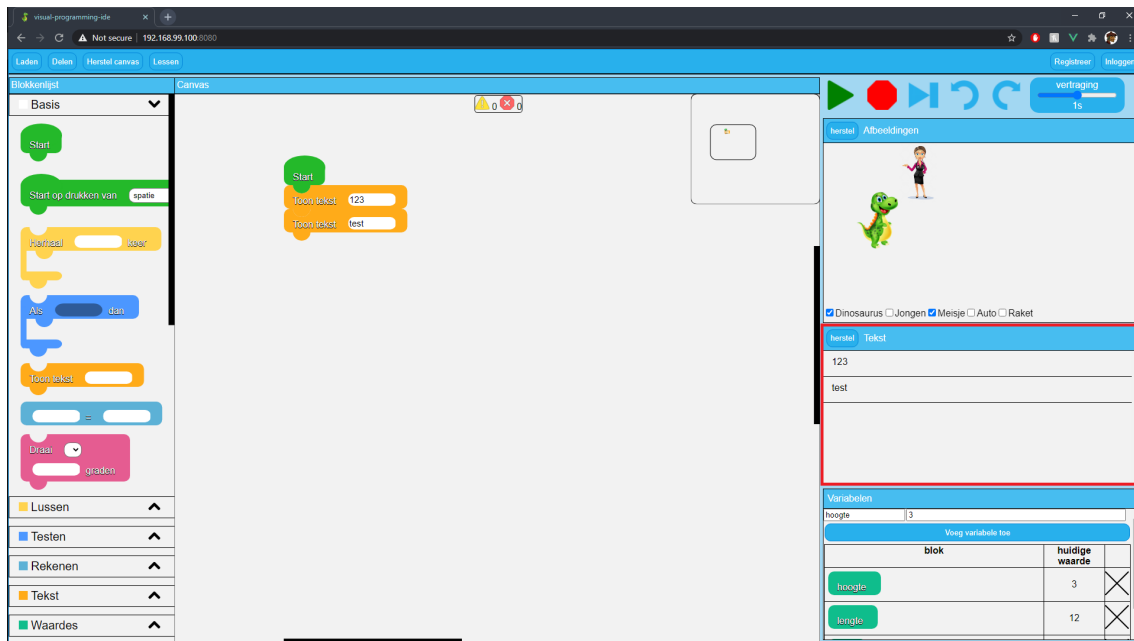 visual-programming-ide
Not secure 192.168.99.100:8080
Laden Delen Herstel canvas Lessen Registreer Inloggen
Blokkenlijst
Basis
Start
Start op drukken van spatie
Herhaal keer
Als dan
Toon tekst
=
Draai
graden
Lussen
Testen
Rekenen
Tekst
Waardes
Canvas
0 0
Start
Toon tekst 123
Toon tekst test
vertraging
1s
herstel Afbeeldingen
Dinosaurus Jongen Meisje Auto Raket
herstel Tekst
123
test
Variabelen
hoogte 3
Voeg variabele toe
blok huidige
waarde
hoogte 3
lengte 12